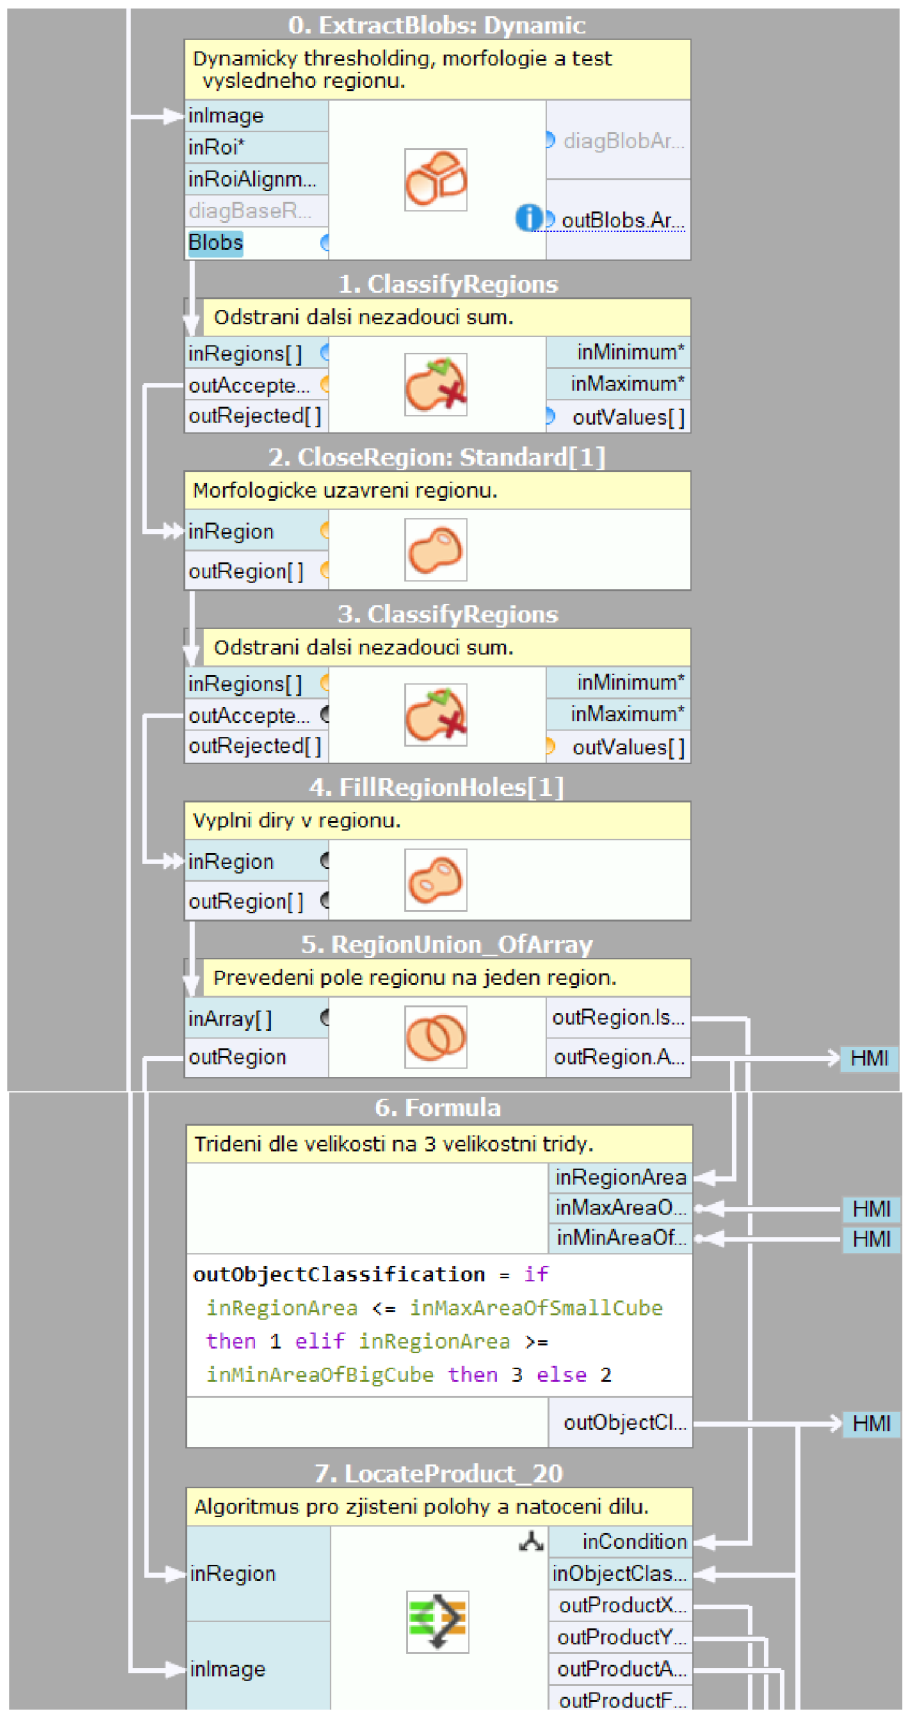 0. ExtractBlobs: Dynamic
Dynamicky thresholding, morfologie a test
vysledneho regionu.
inImage
inRoi*
inRoiAlignm...
diagBaseR...
Blobs
diagBlobAr...
outBlobs.Ar...
1. ClassifyRegions
Odstrani dalsi nezadouci sum.
inRegions[]
outAccepte...
outRejected[]
inMinimum*
inMaximum*
outValues[]
2. CloseRegion: Standard[1]
Morfologicke uzavreni regionu.
inRegion
outRegion[]
3. ClassifyRegions
Odstrani dalsi nezadouci sum.
inRegions[]
outAccepte...
outRejected[]
inMinimum*
inMaximum*
outValues[]
4. FillRegionHoles[1]
Vyplni diry v regionu.
inRegion
outRegion[]
5. RegionUnion_OfArray
Prevedeni pole regionu na jeden region.
inArray[]
outRegion
outRegion.Is...
outRegion.A...
HMI
6. Formula
Trideni dle velikosti na 3 velikostni tridy.
inRegionArea
inMaxAreaO...
HMI
inMinAreaOf...
HMI
outObjectClassification = if
inRegionArea <= inMaxAreaOfSmallCube
then 1 elif inRegionArea >=
inMinAreaOfBigCube then 3 else 2
outObjectCl...
HMI
7. LocateProduct_20
Algoritmus pro zjisteni polohy a natoceni dilu.
inRegion
inImage
inCondition
inObjectClas...
outProductX...
outProductY...
outProductA...
outProductF...